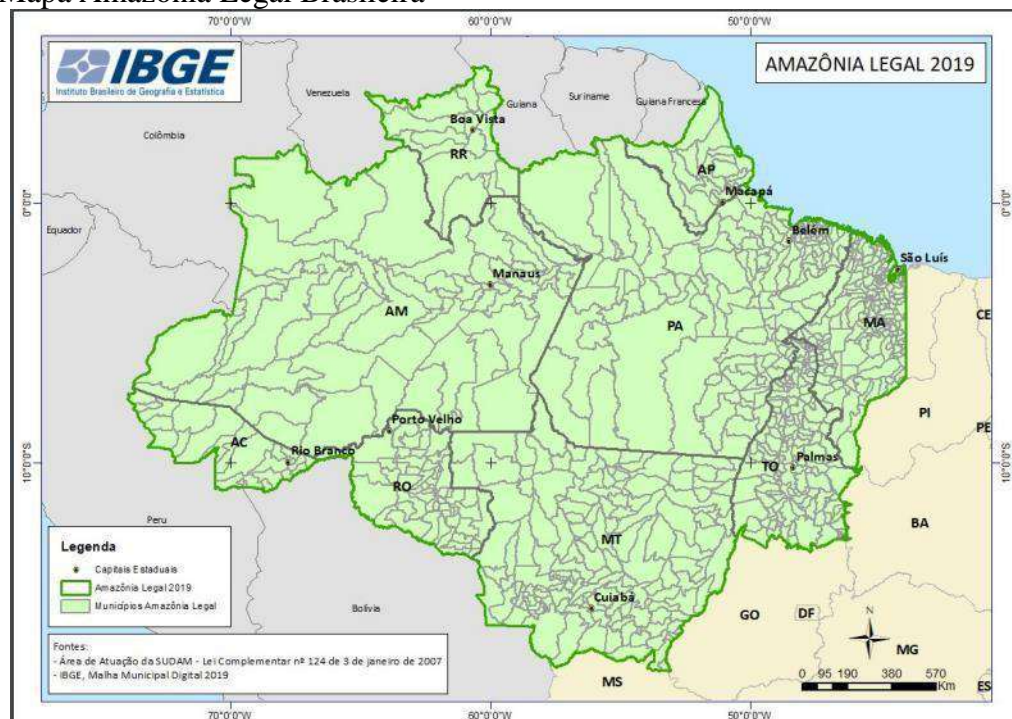 Mapa Amazônia Legal Brasileira
70°0'0"W 60°0'0"W 50°0'0"W
IBGE
Instituto Brasileiro de Geografia e Estatística
AMAZÔNIA LEGAL 2019
Venezuela
Guiana
Suriname
Guiana Francesa
Colômbia
Boa Vista
RR
AP
Macapá
0°0'0"
0°0'0"
Equador
Belém
São Luís
Manaus
AM
PA
MA
CE
PI
PE
Porto Velho
AC
Rio Branco
TO
Palmas
10°0'0"S
10°0'0"S
RO
Peru
BA
MT
Legenda
Capitais Estaduais
Amazônia Legal 2019
Municípios Amazônia Legal
Cuiabá
Bolívia
GO
DF
N
MG
Fontes:
- Área de Atuação da SUDAM - Lei Complementar nº 124 de 3 de janeiro de 2007
- IBGE, Malha Municipal Digital 2019
MS
ES
0 95 190 380 570
Km
70°0'0"W 60°0'0"W 50°0'0"W